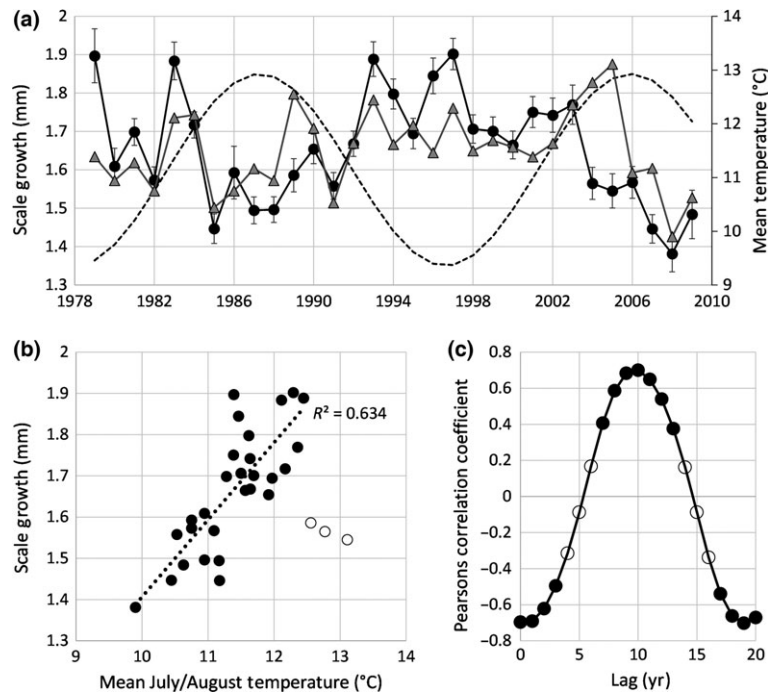 (a)
2
1.9
1.8
1.7
1.6
1.5
1.4
1.3
Scale growth (mm)
14
13
12
11
10
9
Mean temperature (°C)
1978 1982 1986 1990 1994 1998 2002 2006 2010
(b)
2
1.9
1.8
1.7
1.6
1.5
1.4
1.3
Scale growth (mm)
R² = 0.634
9 10 11 12 13 14
Mean July/August temperature (°C)
(c)
0.8
0.6
0.4
0.2
0
−0.2
−0.4
−0.6
−0.8
Pearsons correlation coefficient
0 5 10 15 20
Lag (yr)